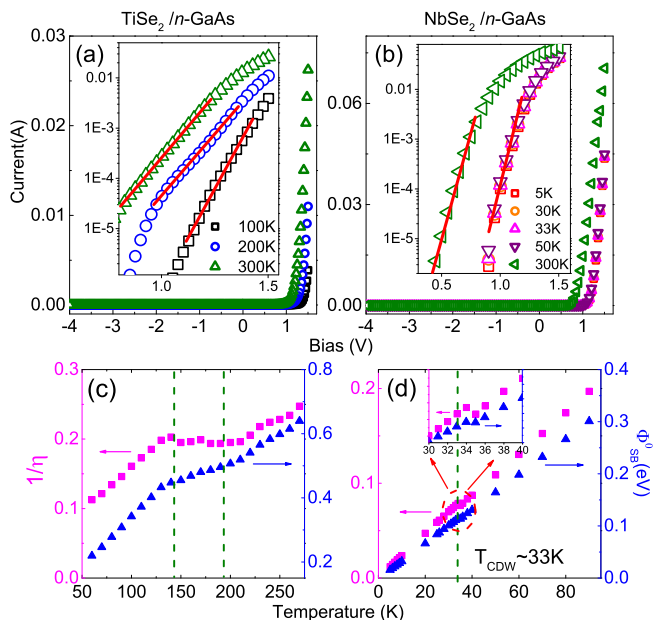 TiSe2 /n-GaAs
NbSe2 /n-GaAs
(a)
0.03
0.02
0.01
0.00
Current(A)
0.01
1E-3
1E-4
1E-5
1.0
1.5
100K
200K
300K
-4 -3 -2 -1 0 1 2
(b)
0.06
0.03
0.00
0.01
1E-3
1E-4
1E-5
0.5 1.0 1.5
5K
30K
33K
50K
300K
-4 -3 -2 -1 0 1
Bias (V)
(c)
0.3
0.2
0.1
0.0
1/η
0.8
0.6
0.4
0.2
50 100 150 200 250
Temperature (K)
(d)
0.2
0.1
0.0
30 32 34 36 38 40
0.4
0.3
0.2
0.1
0.0
Φ0SB(eV)
TCDW~33K
0 20 40 60 80
Temperature (K)